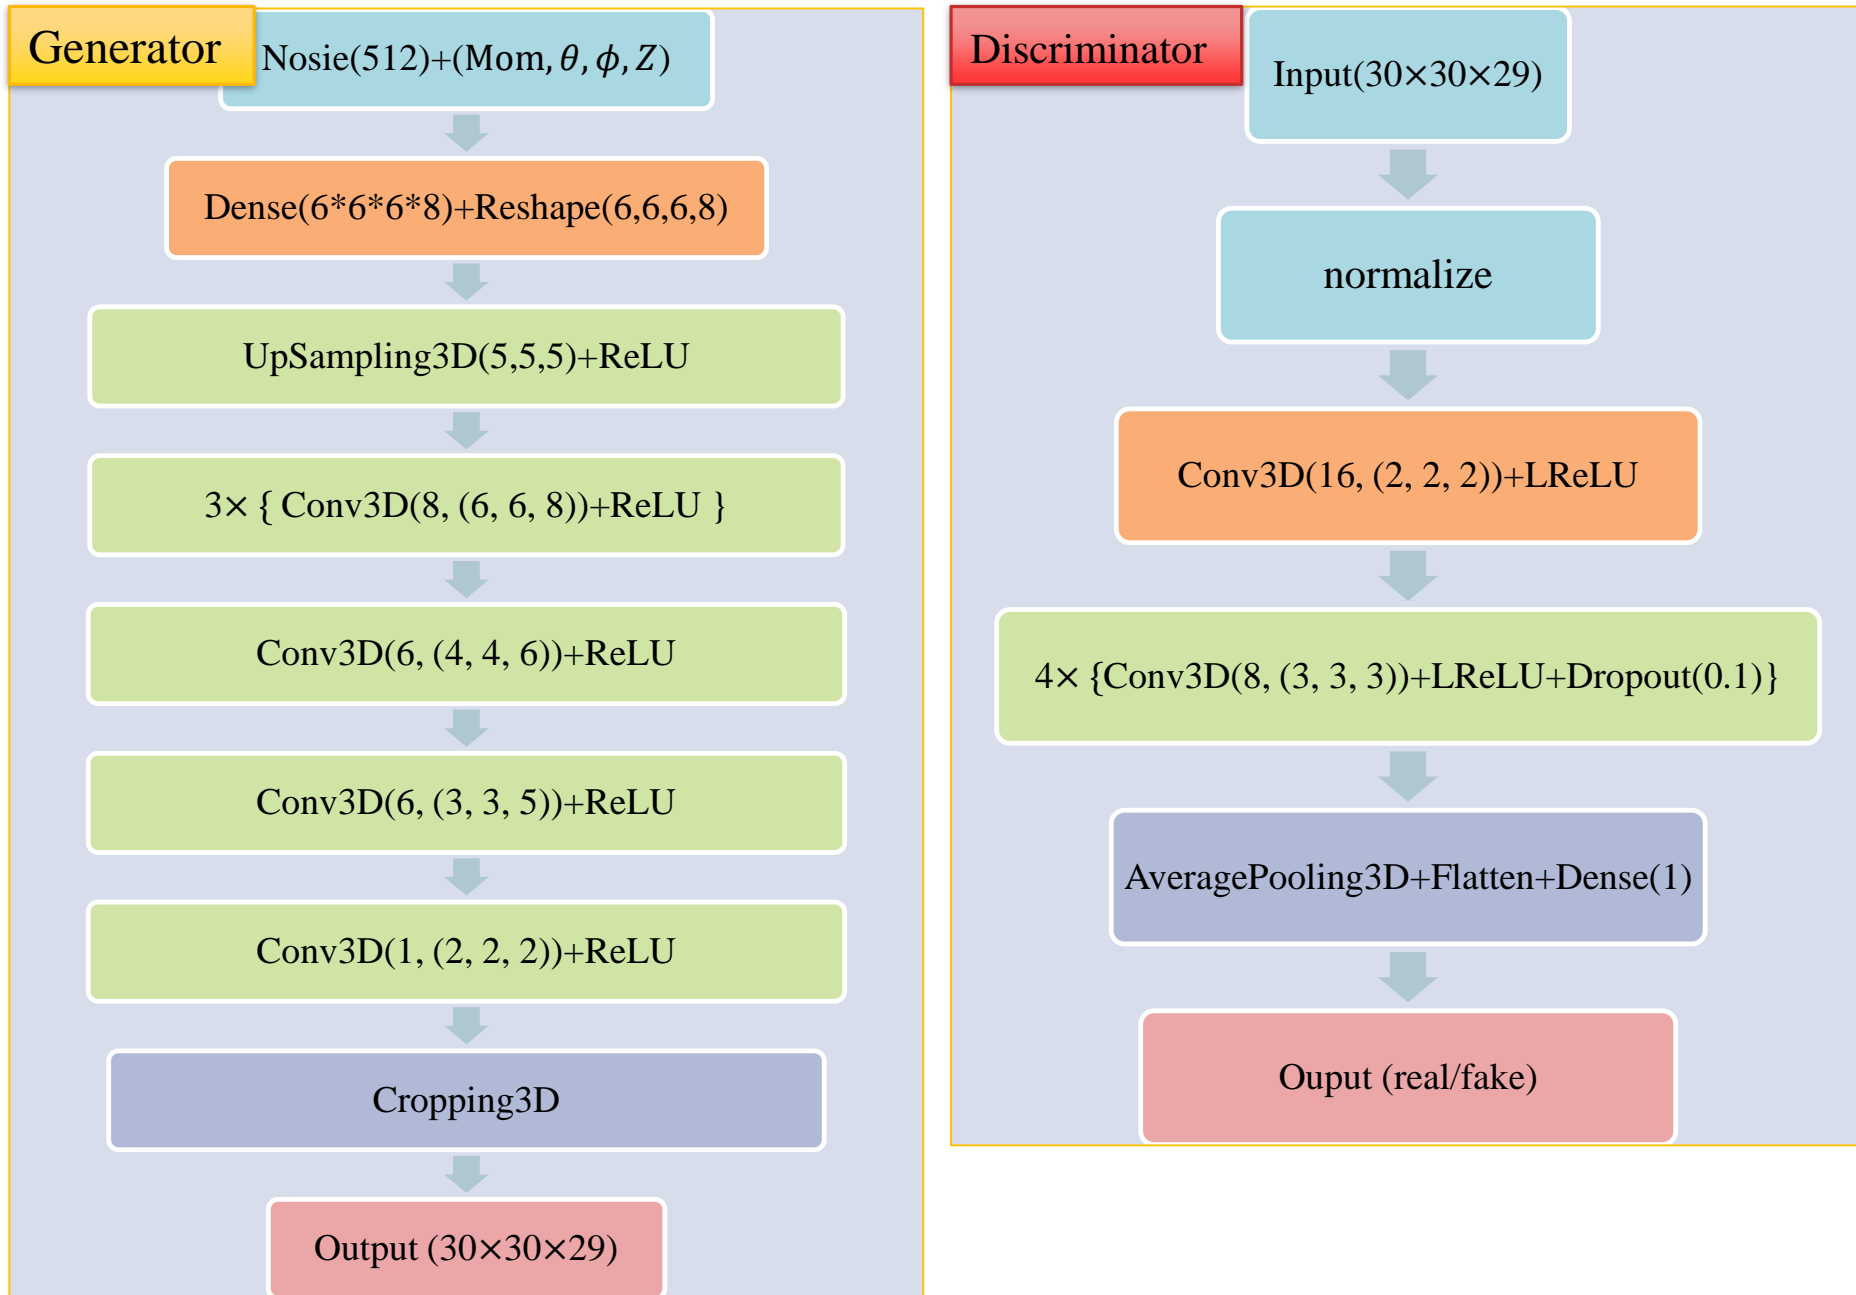 Generator
Nosie(512)+(Mom, θ, ϕ, Z)
Dense(6*6*6*8)+Reshape(6,6,6,8)
UpSampling3D(5,5,5)+ReLU
3× { Conv3D(8, (6, 6, 8))+ReLU }
Conv3D(6, (4, 4, 6))+ReLU
Conv3D(6, (3, 3, 5))+ReLU
Conv3D(1, (2, 2, 2))+ReLU
Cropping3D
Output (30×30×29)
Discriminator
Input(30×30×29)
normalize
Conv3D(16, (2, 2, 2))+LReLU
4× {Conv3D(8, (3, 3, 3))+LReLU+Dropout(0.1)}
AveragePooling3D+Flatten+Dense(1)
Ouput (real/fake)